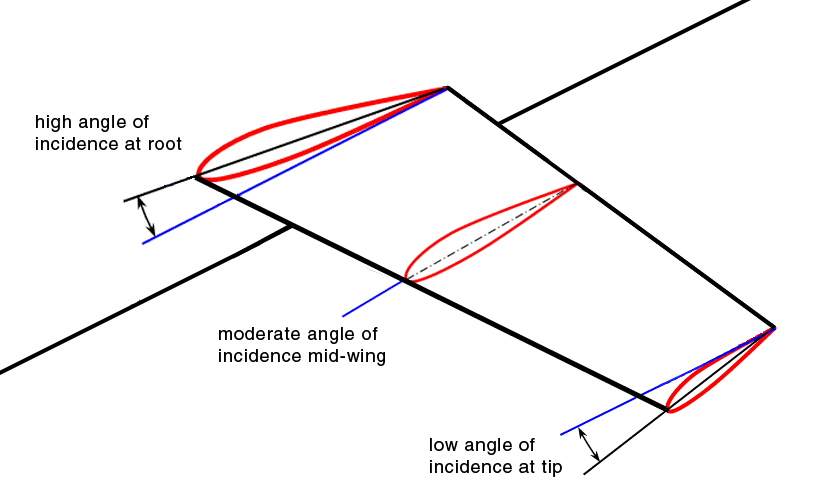 high angle of
incidence at root
moderate angle of
incidence mid-wing
low angle of
incidence at tip